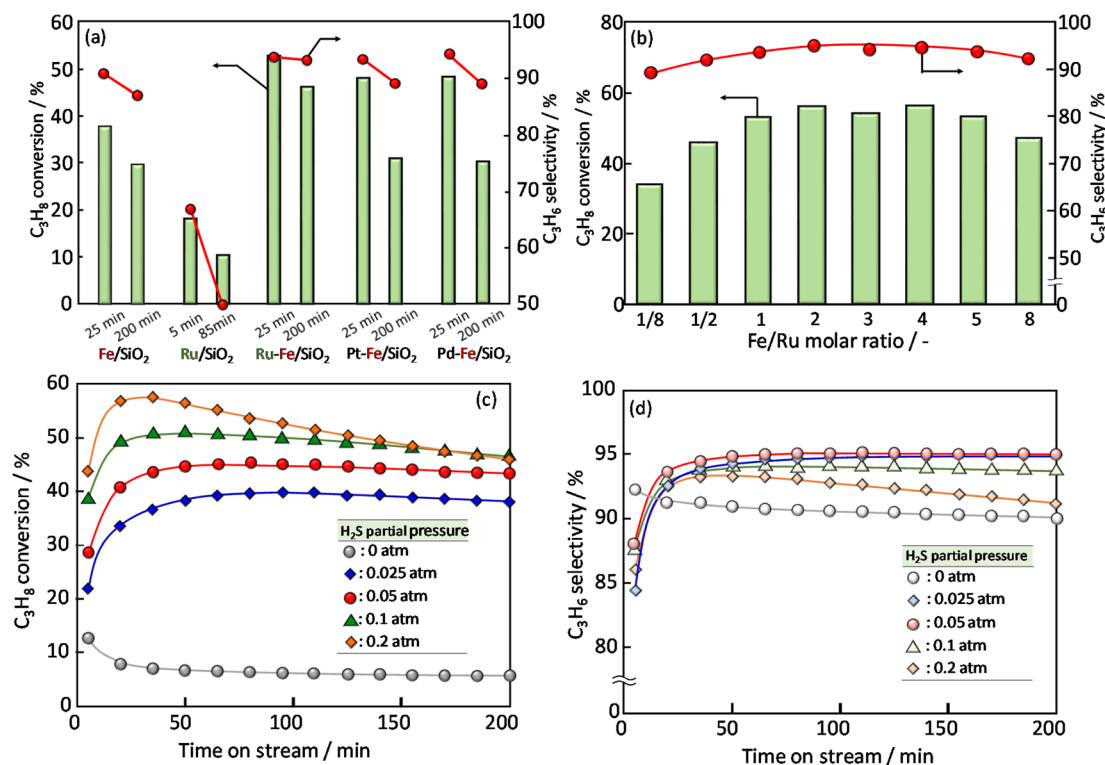 (a)
C₃H₈ conversion / %
60
50
40
30
20
10
0
100
90
80
70
60
50
C₃H₆ selectivity / %
25 min 200 min 5 min 85min 25 min 200 min 25 min 200 min 25 min 200 min
Fe/SiO₂ Ru/SiO₂ Ru-Fe/SiO₂ Pt-Fe/SiO₂ Pd-Fe/SiO₂
(b)
C₃H₈ conversion / %
80
60
40
20
0
100
90
80
70
60
50
0
C₃H₆ selectivity / %
1/8 1/2 1 2 3 4 5 8
Fe/Ru molar ratio / -
(c)
C₃H₈ conversion / %
60
50
40
30
20
10
0
H₂S partial pressure
: 0 atm
: 0.025 atm
: 0.05 atm
: 0.1 atm
: 0.2 atm
0 50 100 150 200
Time on stream / min
(d)
C₃H₆ selectivity / %
100
95
90
85
80
0
H₂S partial pressure
: 0 atm
: 0.025 atm
: 0.05 atm
: 0.1 atm
: 0.2 atm
0 50 100 150 200
Time on stream / min